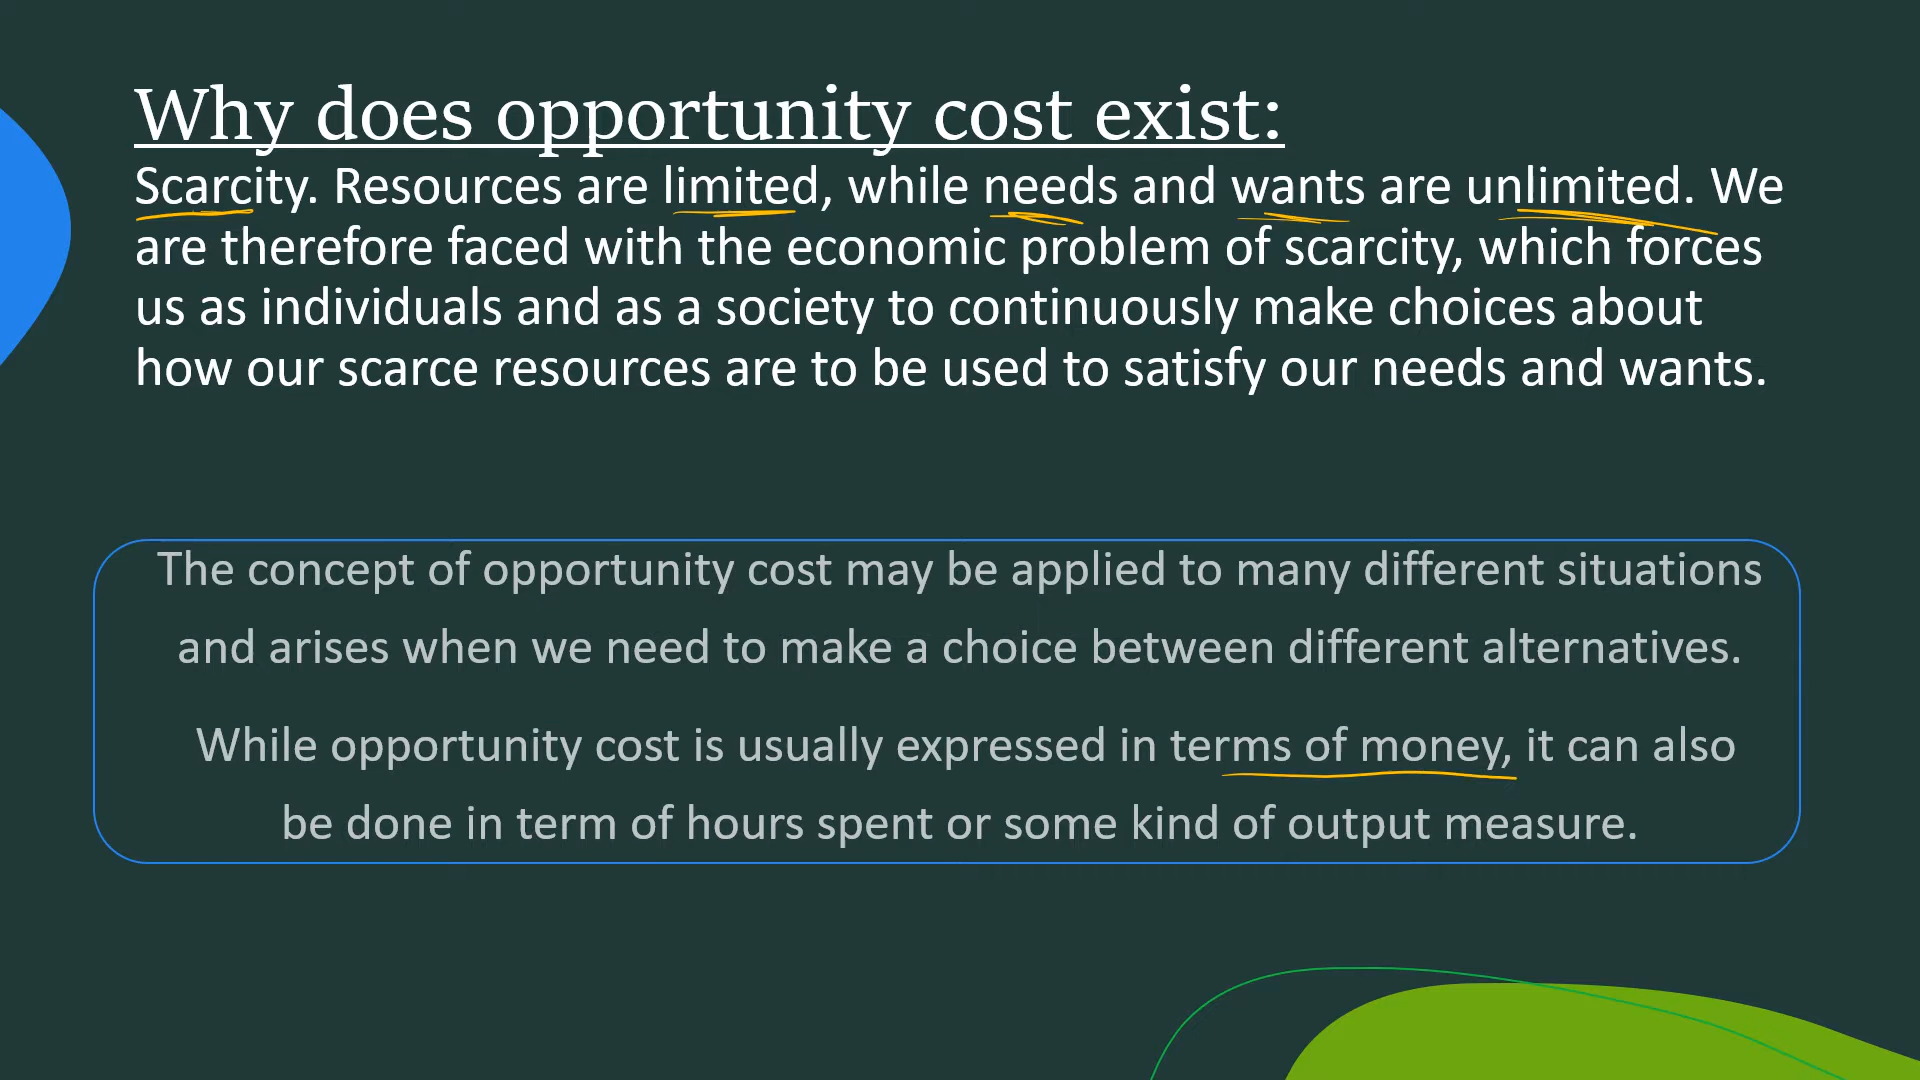 Why does opportunity cost exist:
Scarcity. Resources are limited, while needs and wants are unlimited. We
are therefore faced with the economic problem of scarcity, which forces
us as individuals and as a society to continuously make choices about
how our scarce resources are to be used to satisfy our needs and wants.
The concept of opportunity cost may be applied to many different situations
and arises when we need to make a choice between different alternatives.
While opportunity cost is usually expressed in terms of money, it can also
be done in term of hours spent or some kind of output measure.